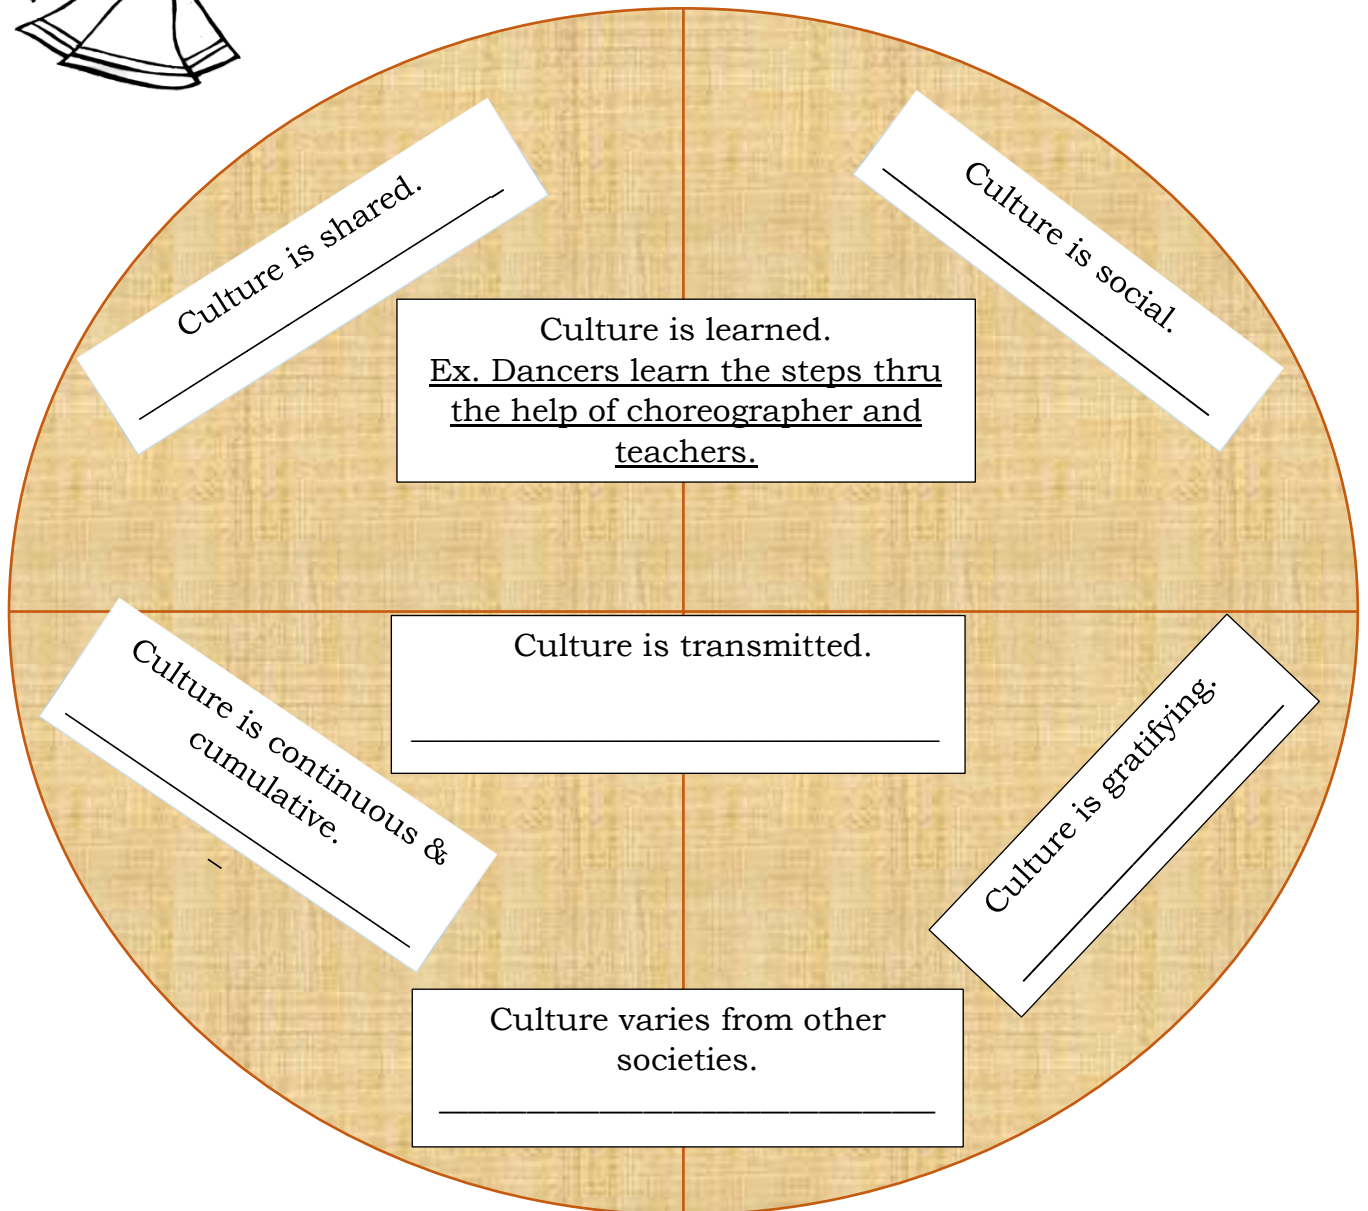 Culture is shared.
Culture is social.
Culture is learned.
Ex. Dancers learn the steps thru
the help of choreographer and
teachers.
Culture is continuous &
cumulative.
Culture is transmitted.
Culture is gratifying.
Culture varies from other
societies.